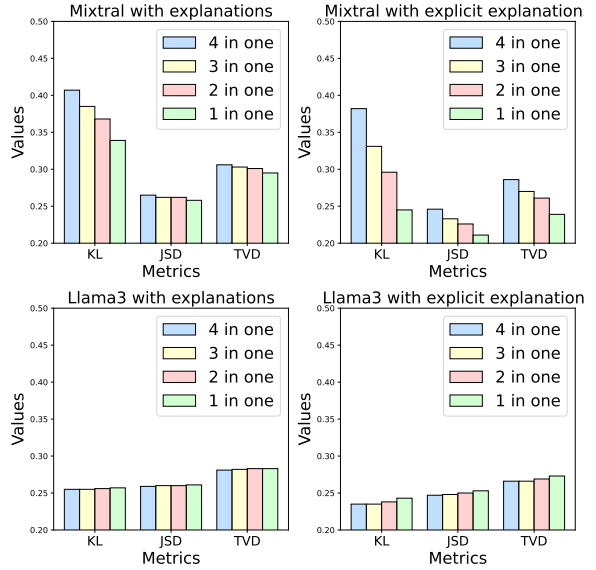 Mixtral with explanations
0.50
0.45
0.40
0.35
0.30
0.25
0.20
Values
4 in one
3 in one
2 in one
1 in one
KL JSD TVD
Metrics
Mixtral with explicit explanation
0.50
0.45
0.40
0.35
0.30
0.25
0.20
Values
4 in one
3 in one
2 in one
1 in one
KL JSD TVD
Metrics
Llama3 with explanations
0.50
0.45
0.40
0.35
0.30
0.25
0.20
Values
4 in one
3 in one
2 in one
1 in one
KL JSD TVD
Metrics
Llama3 with explicit explanation
0.50
0.45
0.40
0.35
0.30
0.25
0.20
Values
4 in one
3 in one
2 in one
1 in one
KL JSD TVD
Metrics